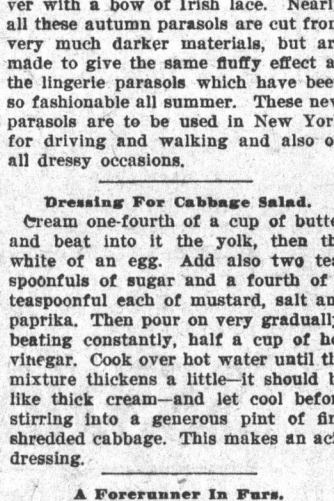 ver with a bow of Irish lace. Nearl
all these autumn parasols are cut fron
very much darker materials, but ar
made to give the same fluffy effect a
the lingerie parasols which have bee
so fashionable all summer. These nev
parasols are to be used in New Yor
for driving and walking and also o
all dressy occasions.
Dressing For Cabbage Salad.
Cream one-fourth of a cup of butte
and beat into it the yolk, then th
white of an egg. Add also two tea
spoonfuls of sugar and a fourth of
teaspoonful each of mustard, salt an
paprika. Then pour on very gradually
beating constantly, half a cup of ho
vinegar. Cook over hot water until th
mixture thickens a little—it should b
like thick cream—and let cool befor
stirring into a generous pint of fin
shredded cabbage. This makes an aci
dressing.
A Forerunner In Furs.